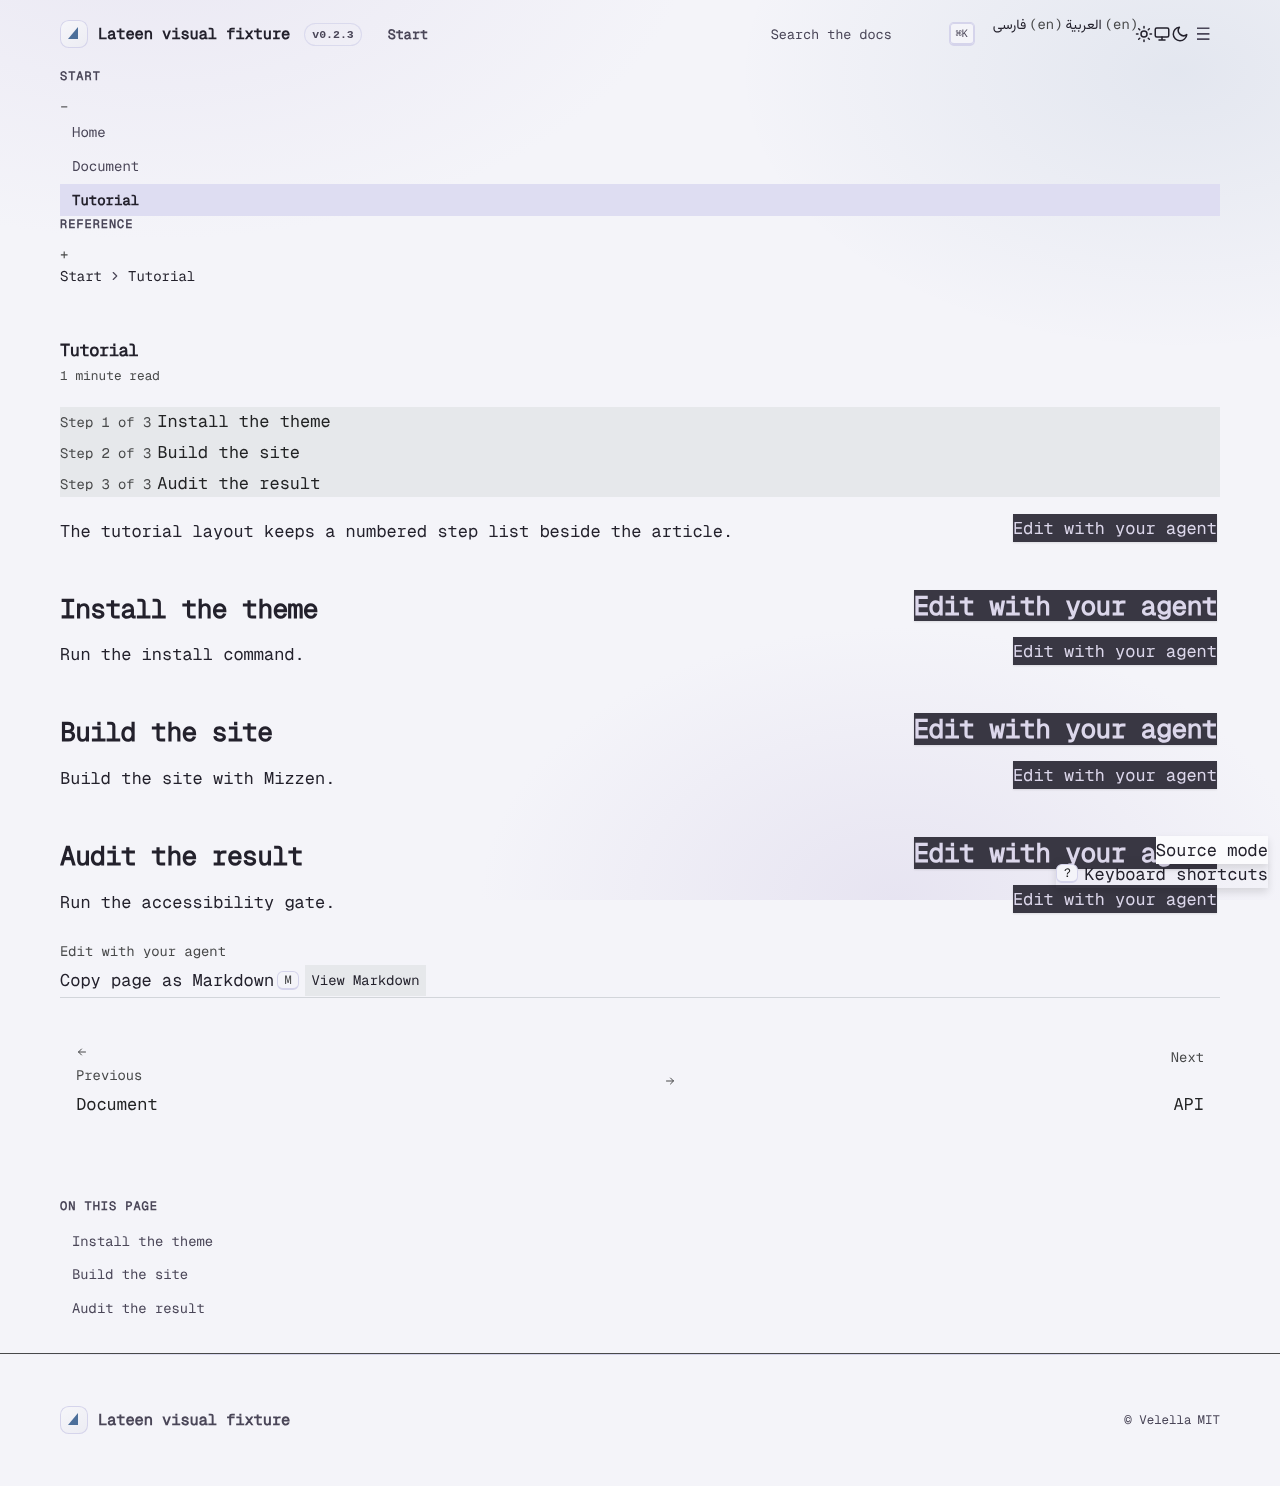 Lateen visual fixture v0.2.3 Start Search the docs ⌘K فارسی (en) العربية (en)
START
−
Home
Document
Tutorial
REFERENCE
+
Start > Tutorial
Tutorial
1 minute read
Step 1 of 3 Install the theme
Step 2 of 3 Build the site
Step 3 of 3 Audit the result
The tutorial layout keeps a numbered step list beside the article. Edit with your agent
Install the theme Edit with your agent
Run the install command. Edit with your agent
Build the site Edit with your agent
Build the site with Mizzen. Edit with your agent
Audit the result Edit with your Source mode
? Keyboard shortcuts
Run the accessibility gate. Edit with your agent
Edit with your agent
Copy page as Markdown M View Markdown
←
Previous Next
→
Document API
ON THIS PAGE
Install the theme
Build the site
Audit the result
Lateen visual fixture © Velella MIT